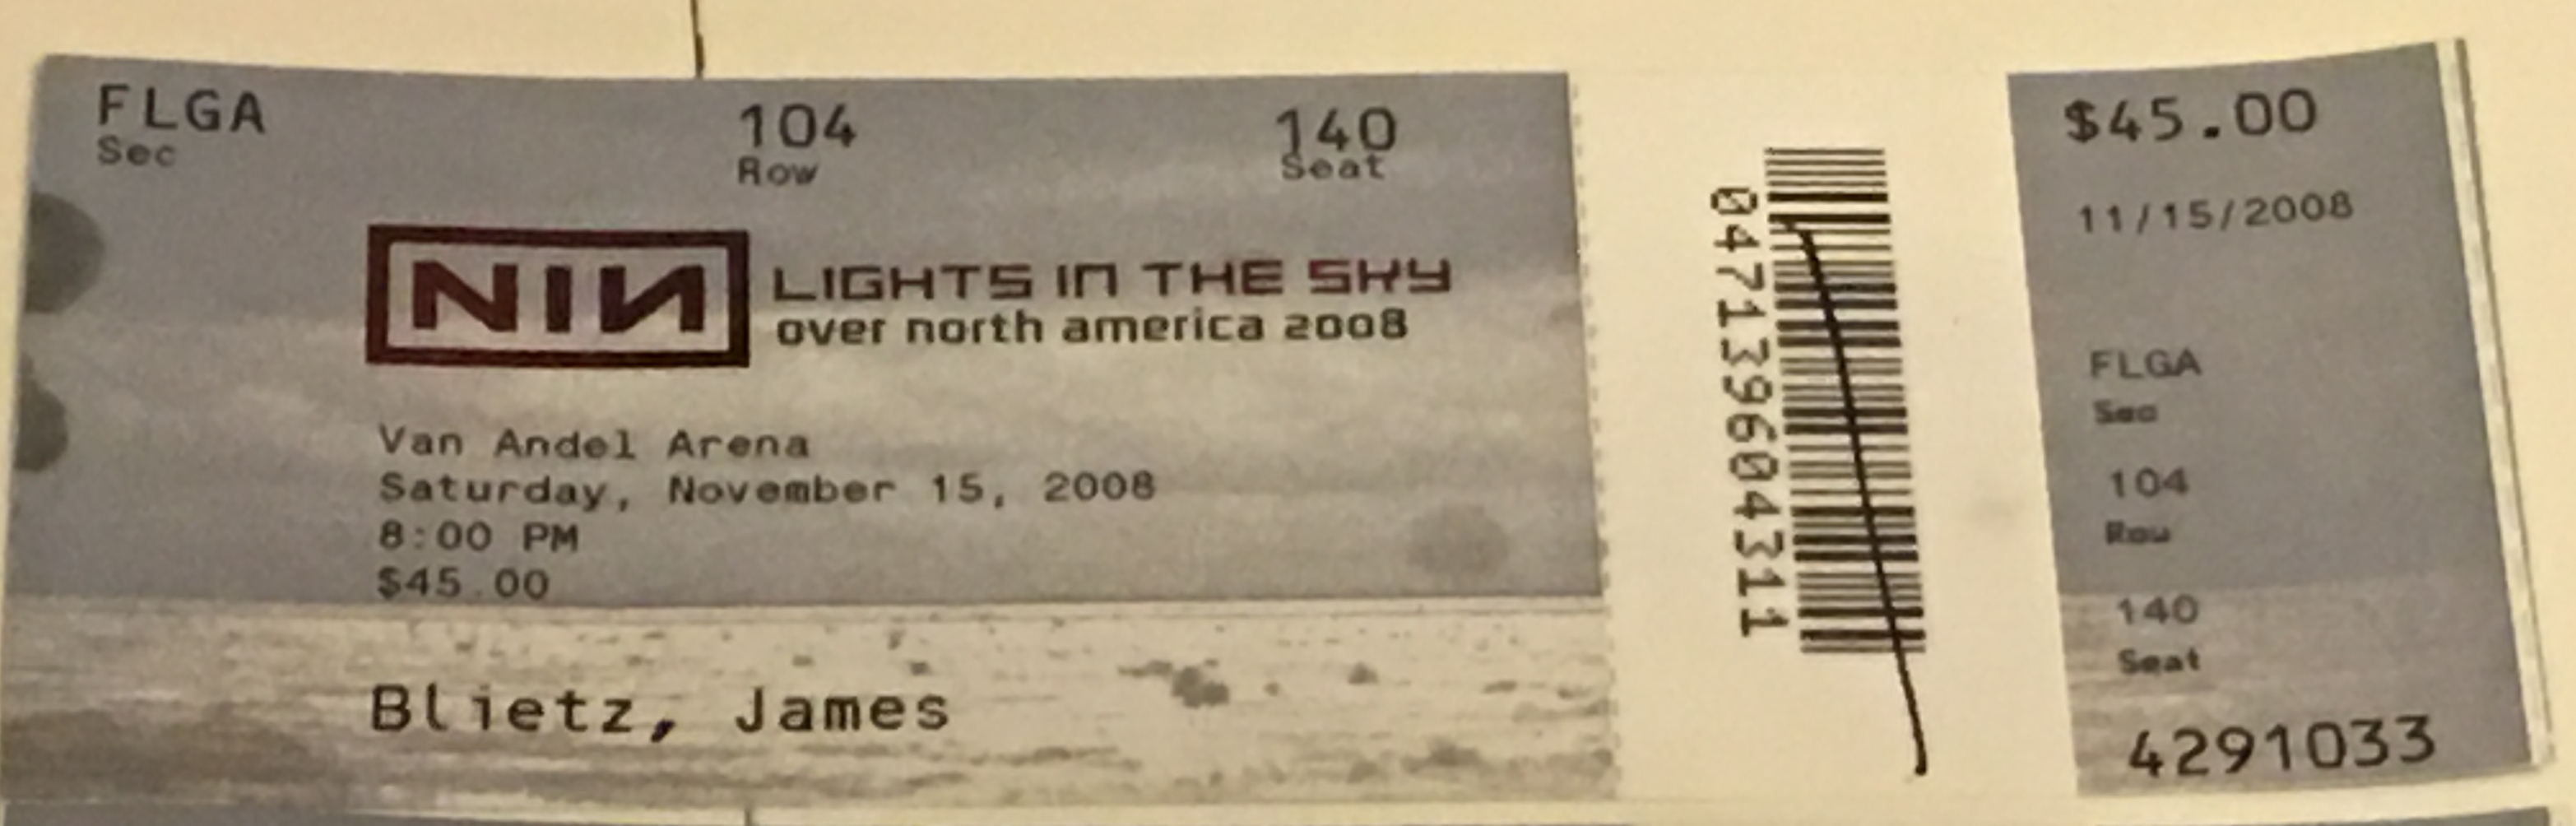 FLGA 104 140
Sec Row Seat
NIN
LIGHTS IN THE SKY
over north america 2008
Van Andel Arena
Saturday, November 15, 2008
8:00 PM
$45.00
Blietz, James
047139604311
$45.00
11/15/2008
FLGA
Sec
104
Row
140
Seat
4291033